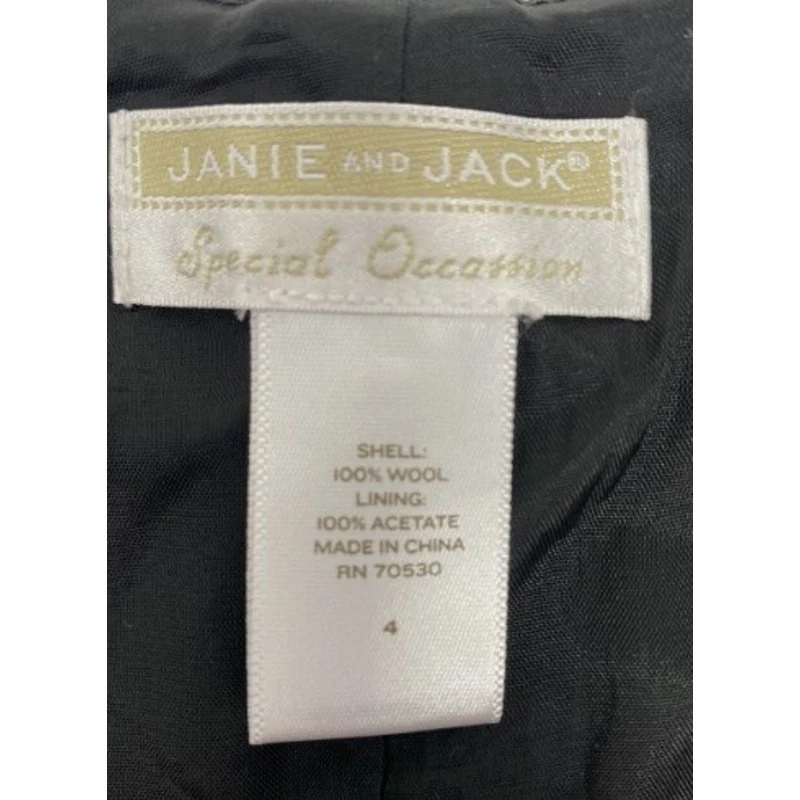 JANIE AND JACK®
Special Occassion
SHELL:
100% WOOL
LINING:
100% ACETATE
MADE IN CHINA
RN 70530
4